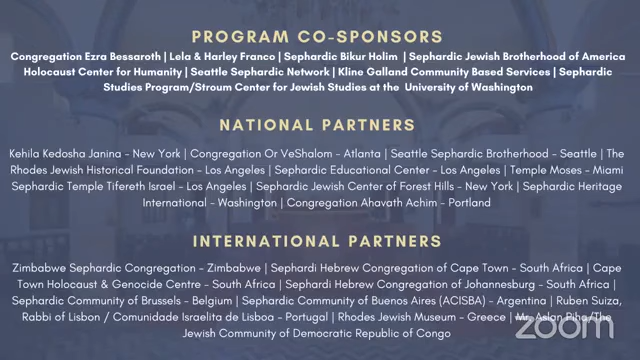 PROGRAM CO-SPONSORS
Congregation Ezra Bessaroth | Lela & Harley Franco | Sephardic Bikur Holim | Sephardic Jewish Brotherhood of America
Holocaust Center for Humanity | Seattle Sephardic Network | Kline Galland Community Based Services | Sephardic
Studies Program/Stroum Center for Jewish Studies at the University of Washington
NATIONAL PARTNERS
Kehila Kedosha Janina - New York | Congregation Or VeShalom - Atlanta | Seattle Sephardic Brotherhood - Seattle | The
Rhodes Jewish Historical Foundation - Los Angeles | Sephardic Educational Center - Los Angeles | Temple Moses - Miami
Sephardic Temple Tifereth Israel - Los Angeles | Sephardic Jewish Center of Forest Hills - New York | Sephardic Heritage
International - Washington | Congregation Ahavath Achim - Portland
INTERNATIONAL PARTNERS
Zimbabwe Sephardic Congregation - Zimbabwe | Sephardi Hebrew Congregation of Cape Town - South Africa | Cape
Town Holocaust & Genocide Centre - South Africa | Sephardi Hebrew Congregation of Johannesburg - South Africa |
Sephardic Community of Brussels - Belgium | Sephardic Community of Buenos Aires (ACISBA) - Argentina | Ruben Suiza,
Rabbi of Lisbon / Comunidade Israelita de Lisboa - Portugal | Rhodes Jewish Museum - Greece | Mr. Aslan Piha/The
Jewish Community of Democratic Republic of Congo
zoom